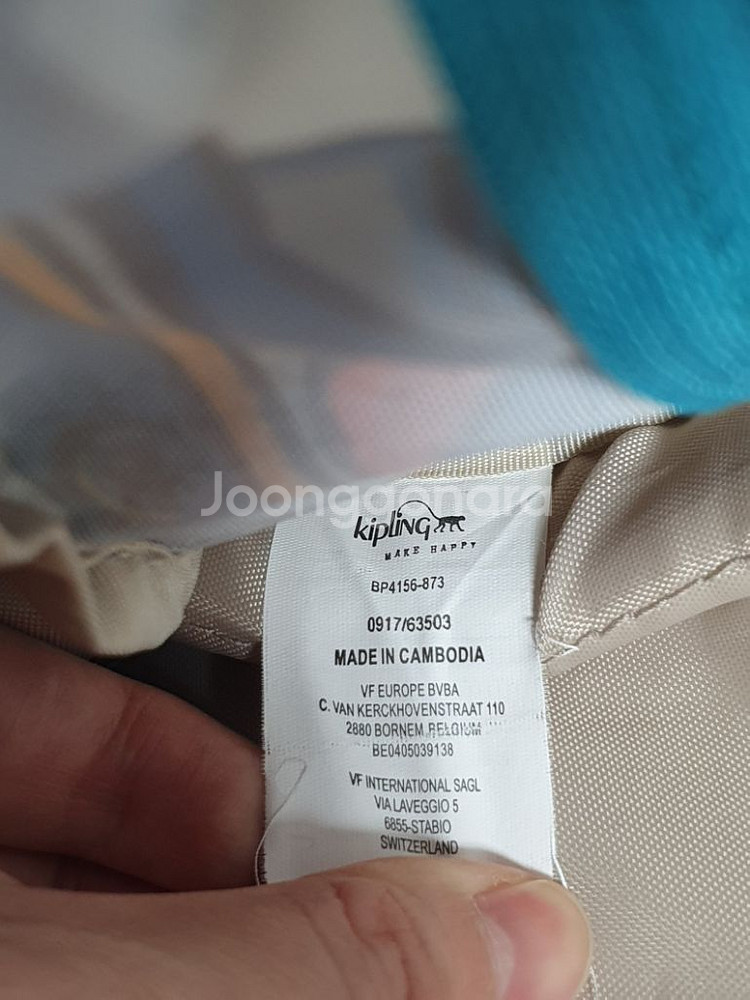 Joonggonara
kipling
MAKE HAPPY
BP4156-873
0917/63503
MADE IN CAMBODIA
VF EUROPE BVBA
C. VAN KERCKHOVENSTRAAT 110
2880 BORNEM BELGIUM
BE0405039138
VF INTERNATIONAL SAGL
VIA LAVEGGIO 5
6855-STABIO
SWITZERLAND